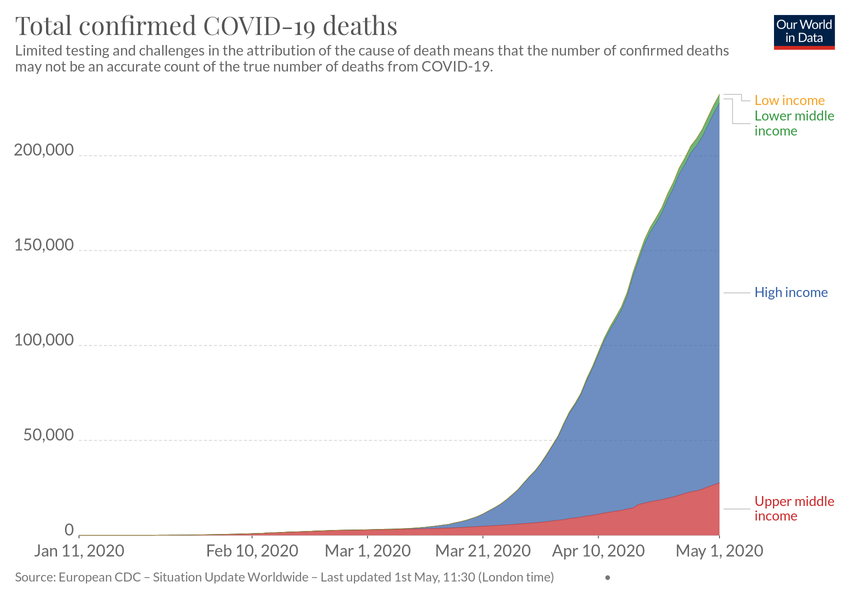 Total confirmed COVID-19 deaths
Our World
in Data
Limited testing and challenges in the attribution of the cause of death means that the number of confirmed deaths
may not be an accurate count of the true number of deaths from COVID-19.
Low income
Lower middle
income
200,000
150,000
High income
100,000
50,000
Upper middle
income
0
Jan 11, 2020 Feb 10, 2020 Mar 1, 2020 Mar 21, 2020 Apr 10, 2020 May 1, 2020
Source: European CDC – Situation Update Worldwide – Last updated 1st May, 11:30 (London time) •